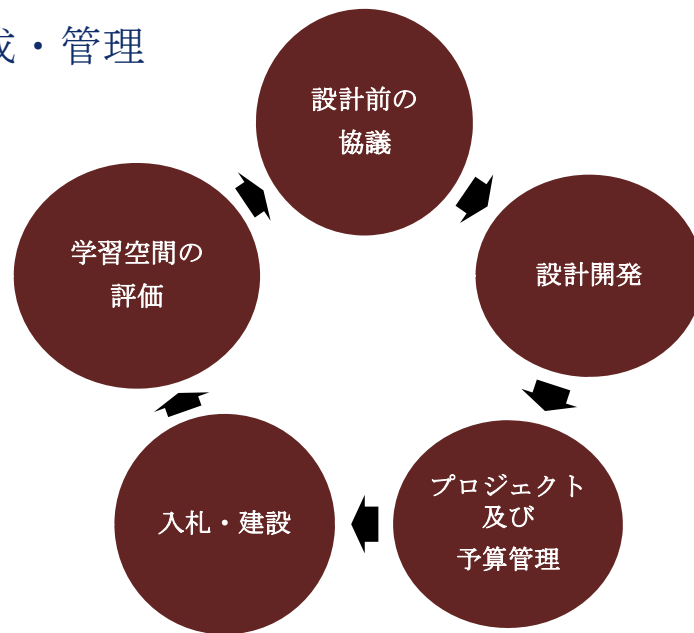 成・管理
設計前の
協議
設計開発
プロジェクト
及び
予算管理
入札・建設
学習空間の
評価